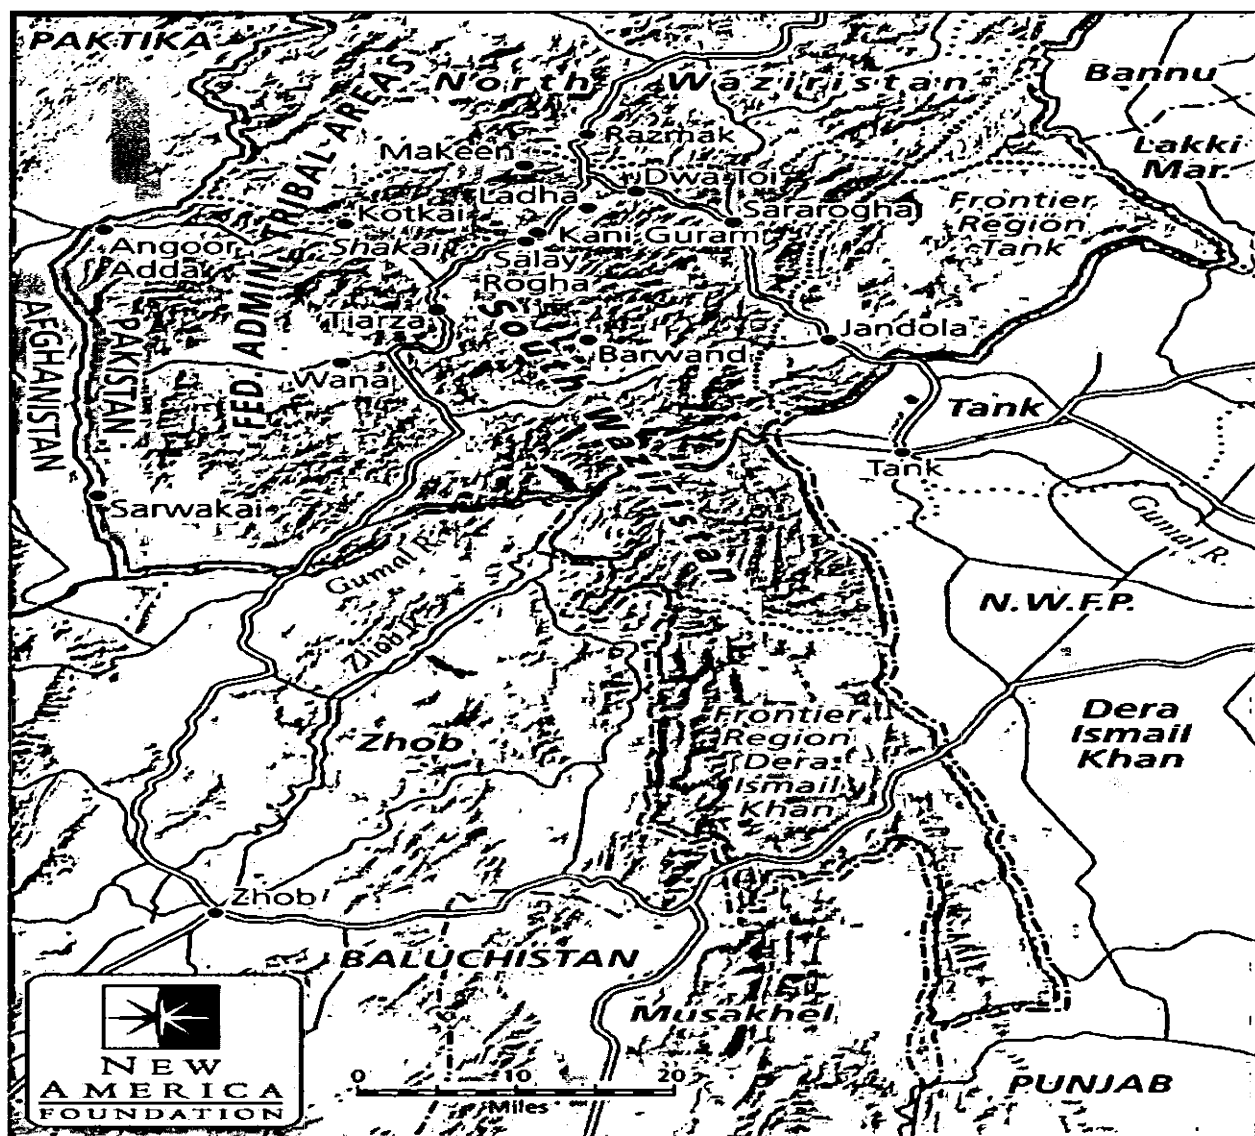 PAKTIKA
North Waziristan
Bannu
Lakki
Mar.
FED. ADMIN. TRIBAL AREAS
Razmak
Makeen
Dwa Toi
Ladha
Kotkai
Sararogha
Frontier
Region
Tank
Angoor
Adda
Shakai
Kani Guram
Salay
Rogha
AFGHANISTAN
PAKISTAN
Tiarza
South Waziristan
Jandola
Barwand
Wana
Tank
Tank
Sarwakai
Gumal R.
Gumal R.
N.W.F.P.
Zhob R.
Zhob
Frontier
Region
Dera
Ismail
Khan
Dera
Ismail
Khan
Zhob
BALUCHISTAN
Musakhel
PUNJAB
NEW
AMERICA
FOUNDATION
0 10 20
Miles